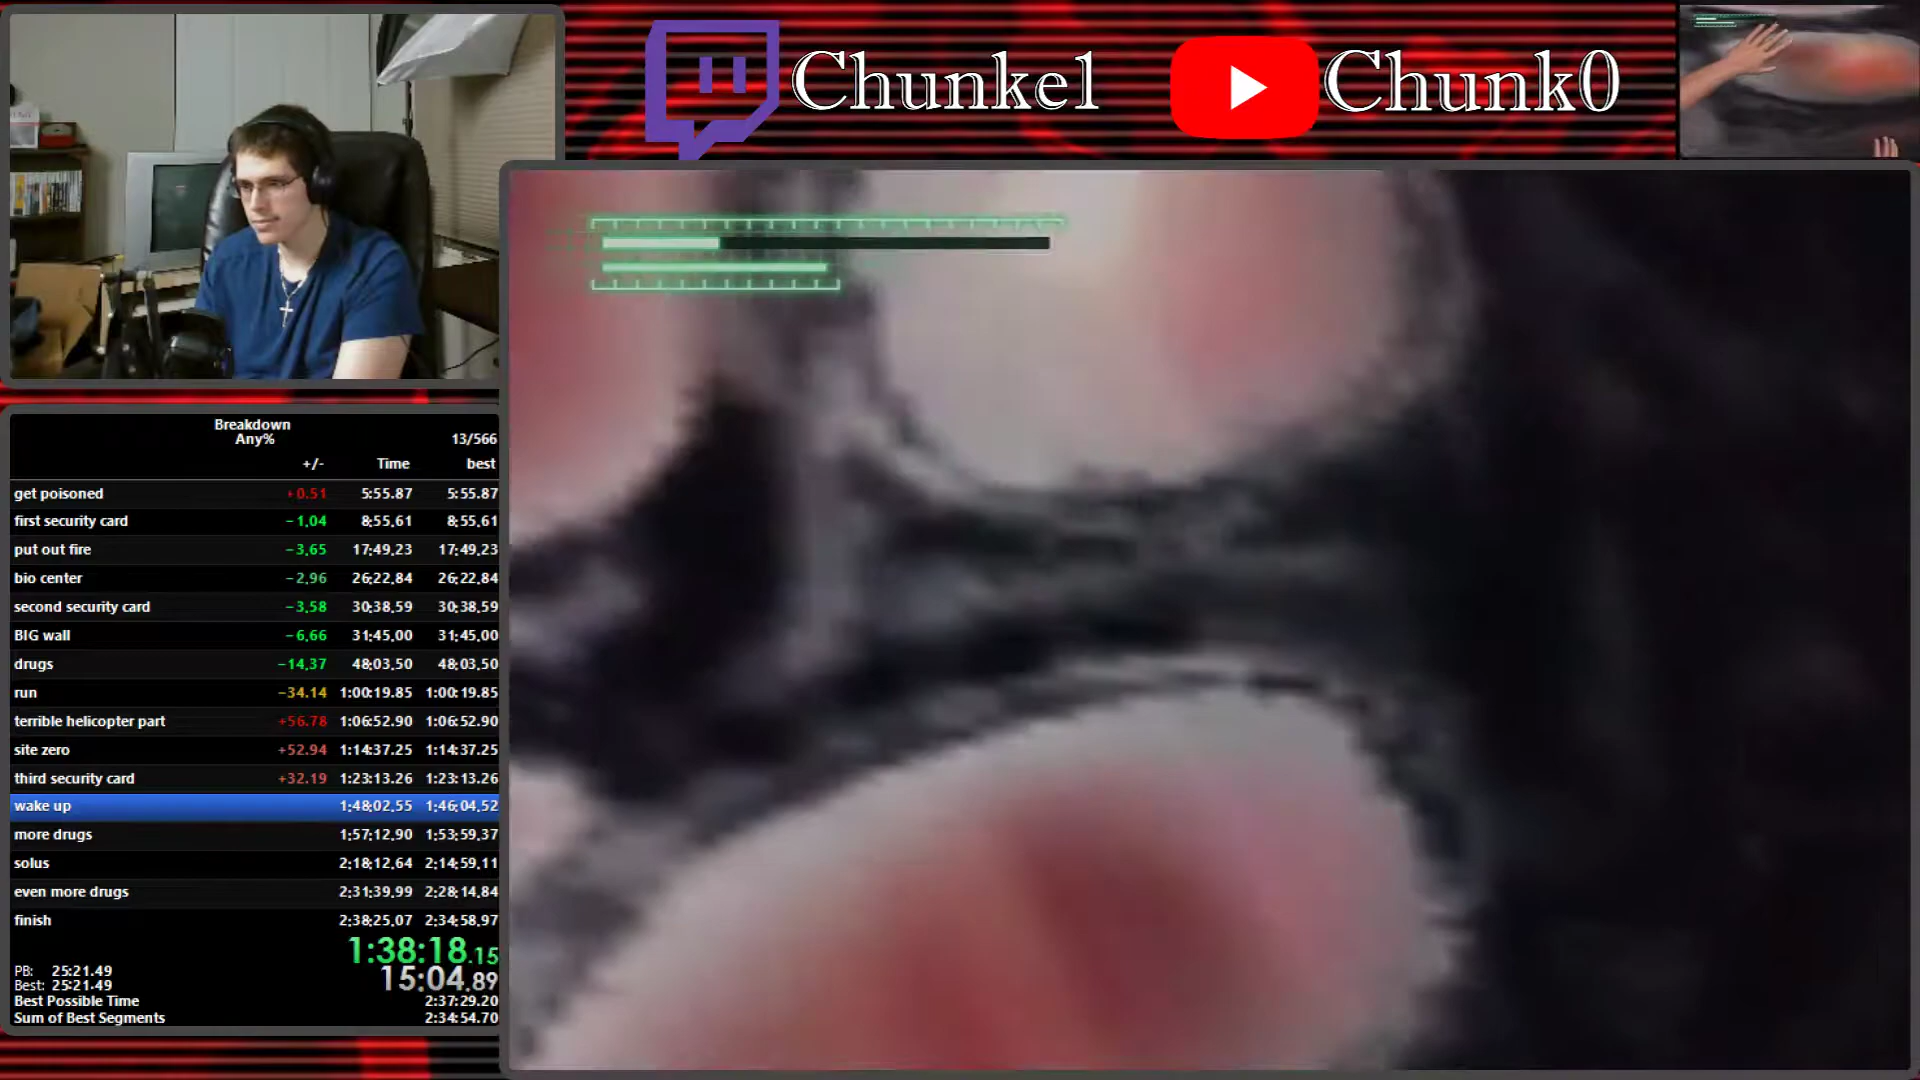 Chunke1
Chunk0
Breakdown
Any% 13/566
+/- Time best
get poisoned +0.51 5:55.87 5:55.87
first security card −1.04 8:55.61 8:55.61
put out fire −3.65 17:49.23 17:49.23
bio center −2.96 26:22.84 26:22.84
second security card −3.58 30:38.59 30:38.59
BIG wall −6.66 31:45.00 31:45.00
drugs −14.37 48:03.50 48:03.50
run −34.14 1:00:19.85 1:00:19.85
terrible helicopter part +56.78 1:06:52.90 1:06:52.90
site zero +52.94 1:14:37.25 1:14:37.25
third security card +32.19 1:23:13.26 1:23:13.26
wake up 1:48:02.55 1:46:04.52
more drugs 1:57:12.90 1:53:59.37
solus 2:18:12.64 2:14:59.11
even more drugs 2:31:39.99 2:28:14.84
finish 2:38:25.07 2:34:58.97
1:38:18.15
PB: 25:21.49
15:04.89
Best: 25:21.49
Best Possible Time 2:37:29.20
Sum of Best Segments 2:34:54.70